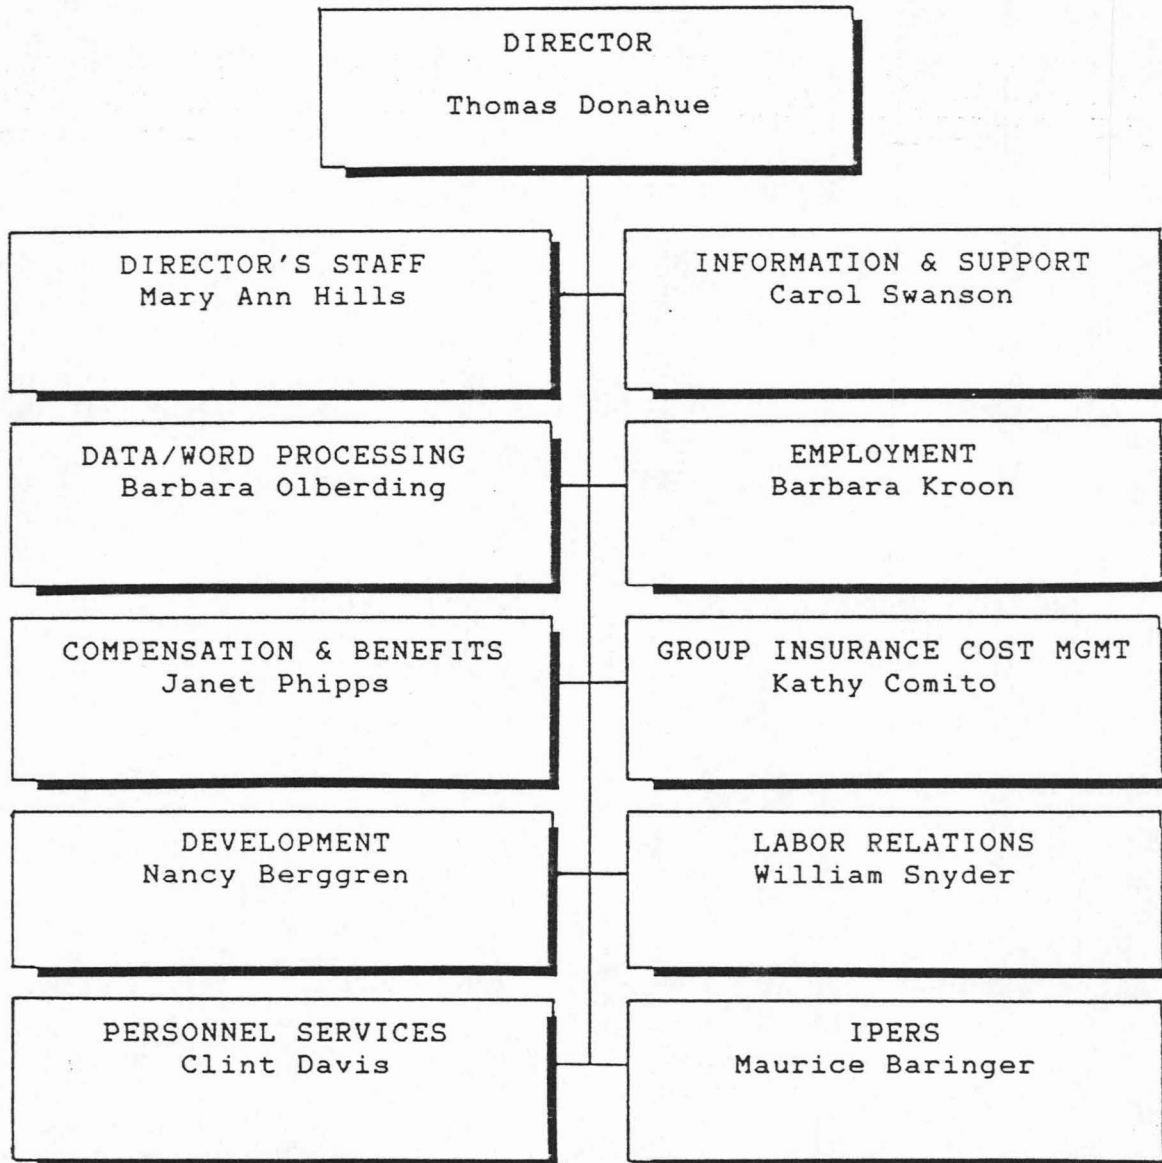 DIRECTOR
Thomas Donahue
DIRECTOR'S STAFF
Mary Ann Hills
INFORMATION & SUPPORT
Carol Swanson
DATA/WORD PROCESSING
Barbara Olberding
EMPLOYMENT
Barbara Kroon
COMPENSATION & BENEFITS
Janet Phipps
GROUP INSURANCE COST MGMT
Kathy Comito
DEVELOPMENT
Nancy Berggren
LABOR RELATIONS
William Snyder
PERSONNEL SERVICES
Clint Davis
IPERS
Maurice Baringer